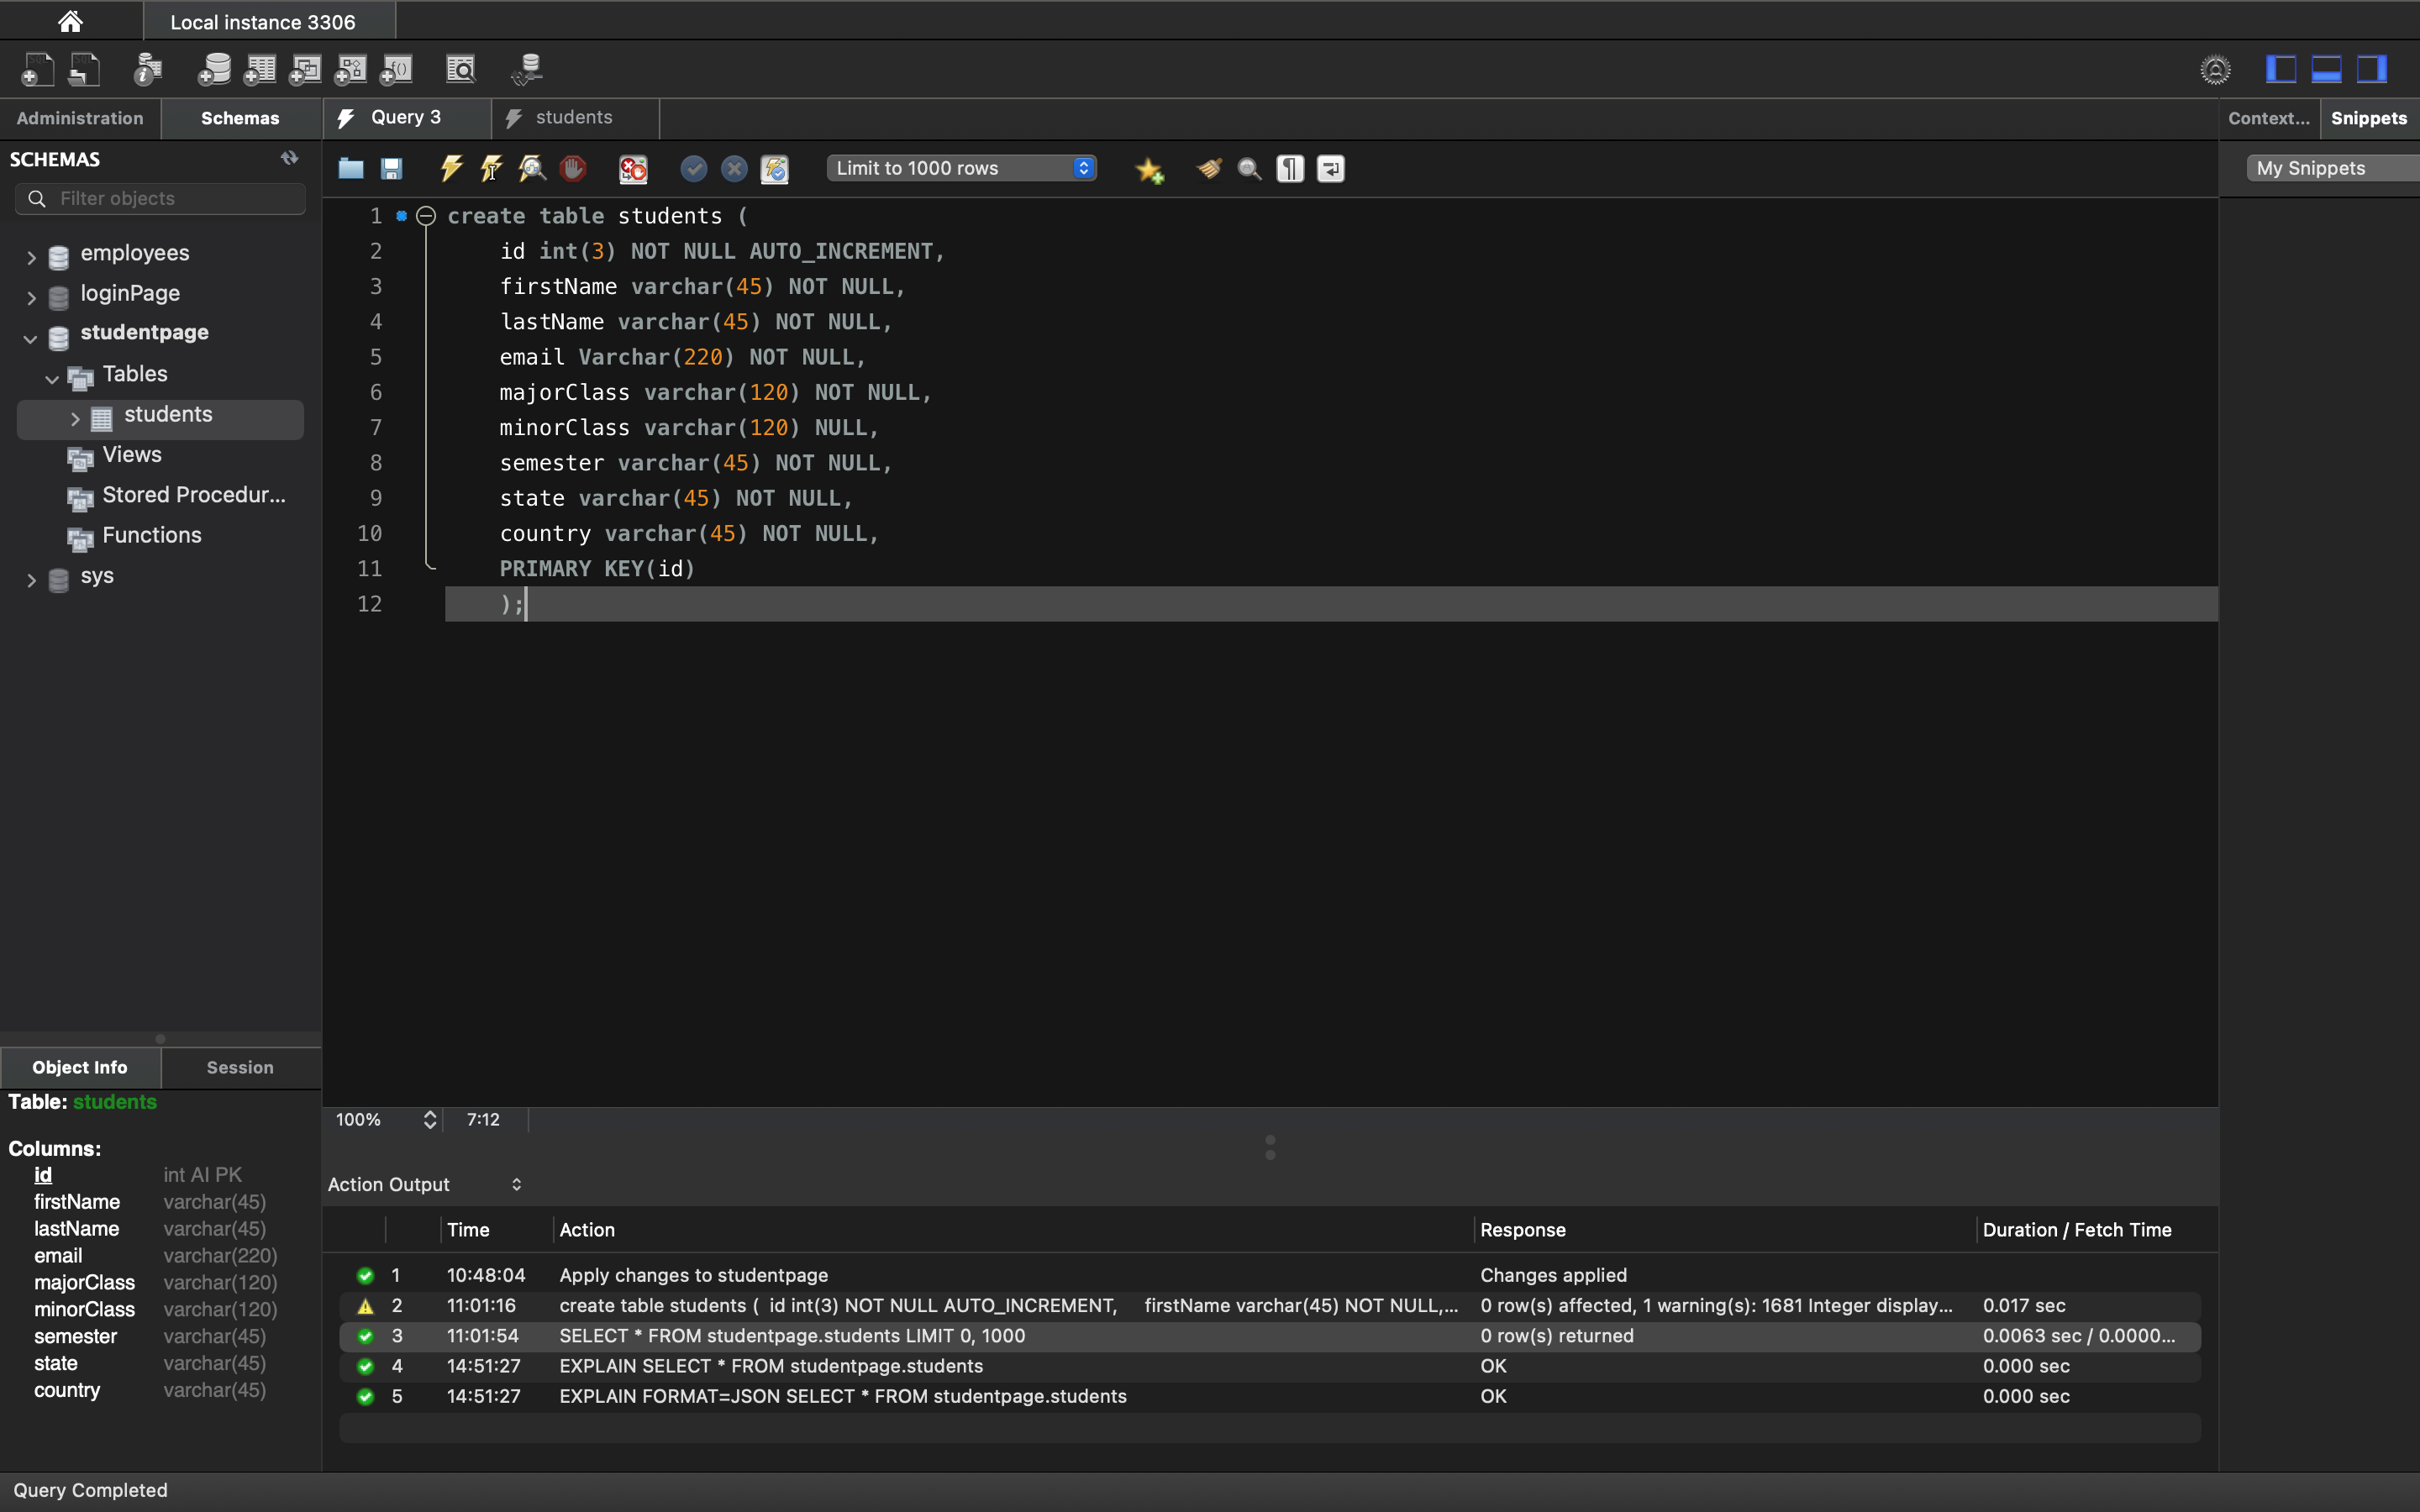 Local instance 3306
Administration
Schemas
Query 3
students
Context...
Snippets
SCHEMAS
Filter objects
Limit to 1000 rows
My Snippets
employees
loginPage
studentpage
Tables
students
Views
Stored Procedur...
Functions
sys
1 create table students (
2 id int(3) NOT NULL AUTO_INCREMENT,
3 firstName varchar(45) NOT NULL,
4 lastName varchar(45) NOT NULL,
5 email Varchar(220) NOT NULL,
6 majorClass varchar(120) NOT NULL,
7 minorClass varchar(120) NULL,
8 semester varchar(45) NOT NULL,
9 state varchar(45) NOT NULL,
10 country varchar(45) NOT NULL,
11 PRIMARY KEY(id)
12 );
Object Info
Session
Table: students
Columns:
id int AI PK
firstName varchar(45)
lastName varchar(45)
email varchar(220)
majorClass varchar(120)
minorClass varchar(120)
semester varchar(45)
state varchar(45)
country varchar(45)
100% 7:12
Action Output
Time Action Response Duration / Fetch Time
1 10:48:04 Apply changes to studentpage Changes applied
2 11:01:16 create table students ( id int(3) NOT NULL AUTO_INCREMENT, firstName varchar(45) NOT NULL,... 0 row(s) affected, 1 warning(s): 1681 Integer display... 0.017 sec
3 11:01:54 SELECT * FROM studentpage.students LIMIT 0, 1000 0 row(s) returned 0.0063 sec / 0.0000...
4 14:51:27 EXPLAIN SELECT * FROM studentpage.students OK 0.000 sec
5 14:51:27 EXPLAIN FORMAT=JSON SELECT * FROM studentpage.students OK 0.000 sec
Query Completed